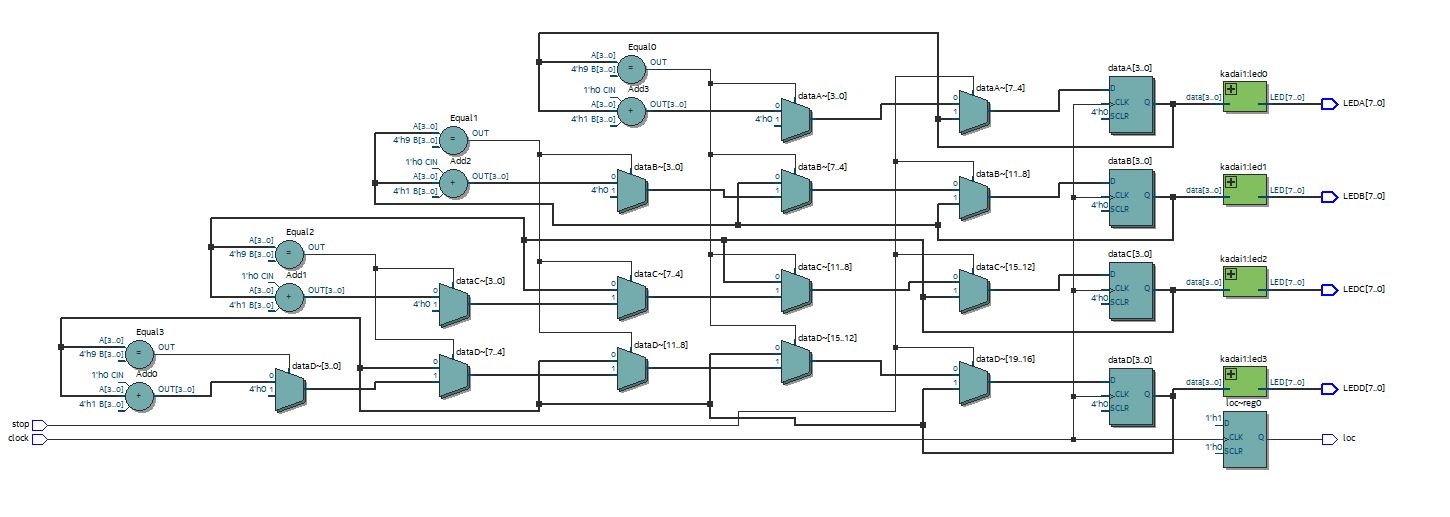 Equal0
A[3..0]
4'h9 B[3..0]
=
OUT
1'h0 CIN
Add3
A[3..0]
4'h1 B[3..0]
+
OUT[3..0]
dataA~[3..0]
0
4'h0 1
dataA~[7..4]
0
1
dataA[3..0]
D
CLK
4'h0
SCLR
Q
kadai1:led0
data[3..0]
LED[7..0]
LEDA[7..0]
Equal1
A[3..0]
4'h9 B[3..0]
=
OUT
1'h0 CIN
Add2
A[3..0]
4'h1 B[3..0]
+
OUT[3..0]
dataB~[3..0]
0
4'h0 1
dataB~[7..4]
0
1
dataB~[11..8]
0
1
dataB[3..0]
D
CLK
4'h0
SCLR
Q
kadai1:led1
data[3..0]
LED[7..0]
LEDB[7..0]
Equal2
A[3..0]
4'h9 B[3..0]
=
OUT
1'h0 CIN
Add1
A[3..0]
4'h1 B[3..0]
+
OUT[3..0]
dataC~[3..0]
0
4'h0 1
dataC~[7..4]
0
1
dataC~[11..8]
0
1
dataC~[15..12]
0
1
dataC[3..0]
D
CLK
4'h0
SCLR
Q
kadai1:led2
data[3..0]
LED[7..0]
LEDC[7..0]
Equal3
A[3..0]
4'h9 B[3..0]
=
OUT
1'h0 CIN
Add0
A[3..0]
4'h1 B[3..0]
+
OUT[3..0]
dataD~[3..0]
0
4'h0 1
dataD~[7..4]
0
1
dataD~[11..8]
0
1
dataD~[15..12]
0
1
dataD~[19..16]
0
1
dataD[3..0]
D
CLK
4'h0
SCLR
Q
kadai1:led3
data[3..0]
LED[7..0]
LEDD[7..0]
loc~reg0
1'h1
D
CLK
1'h0
SCLR
Q
loc
stop
clock